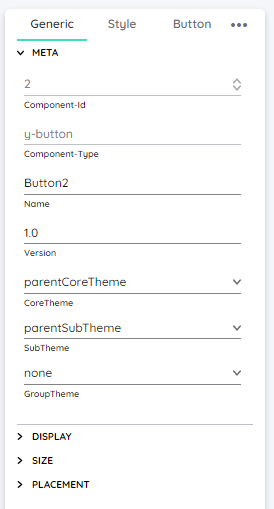 Generic Style Button •••
META
2
Component-Id
y-button
Component-Type
Button2
Name
1.0
Version
parentCoreTheme
CoreTheme
parentSubTheme
SubTheme
none
GroupTheme
DISPLAY
SIZE
PLACEMENT